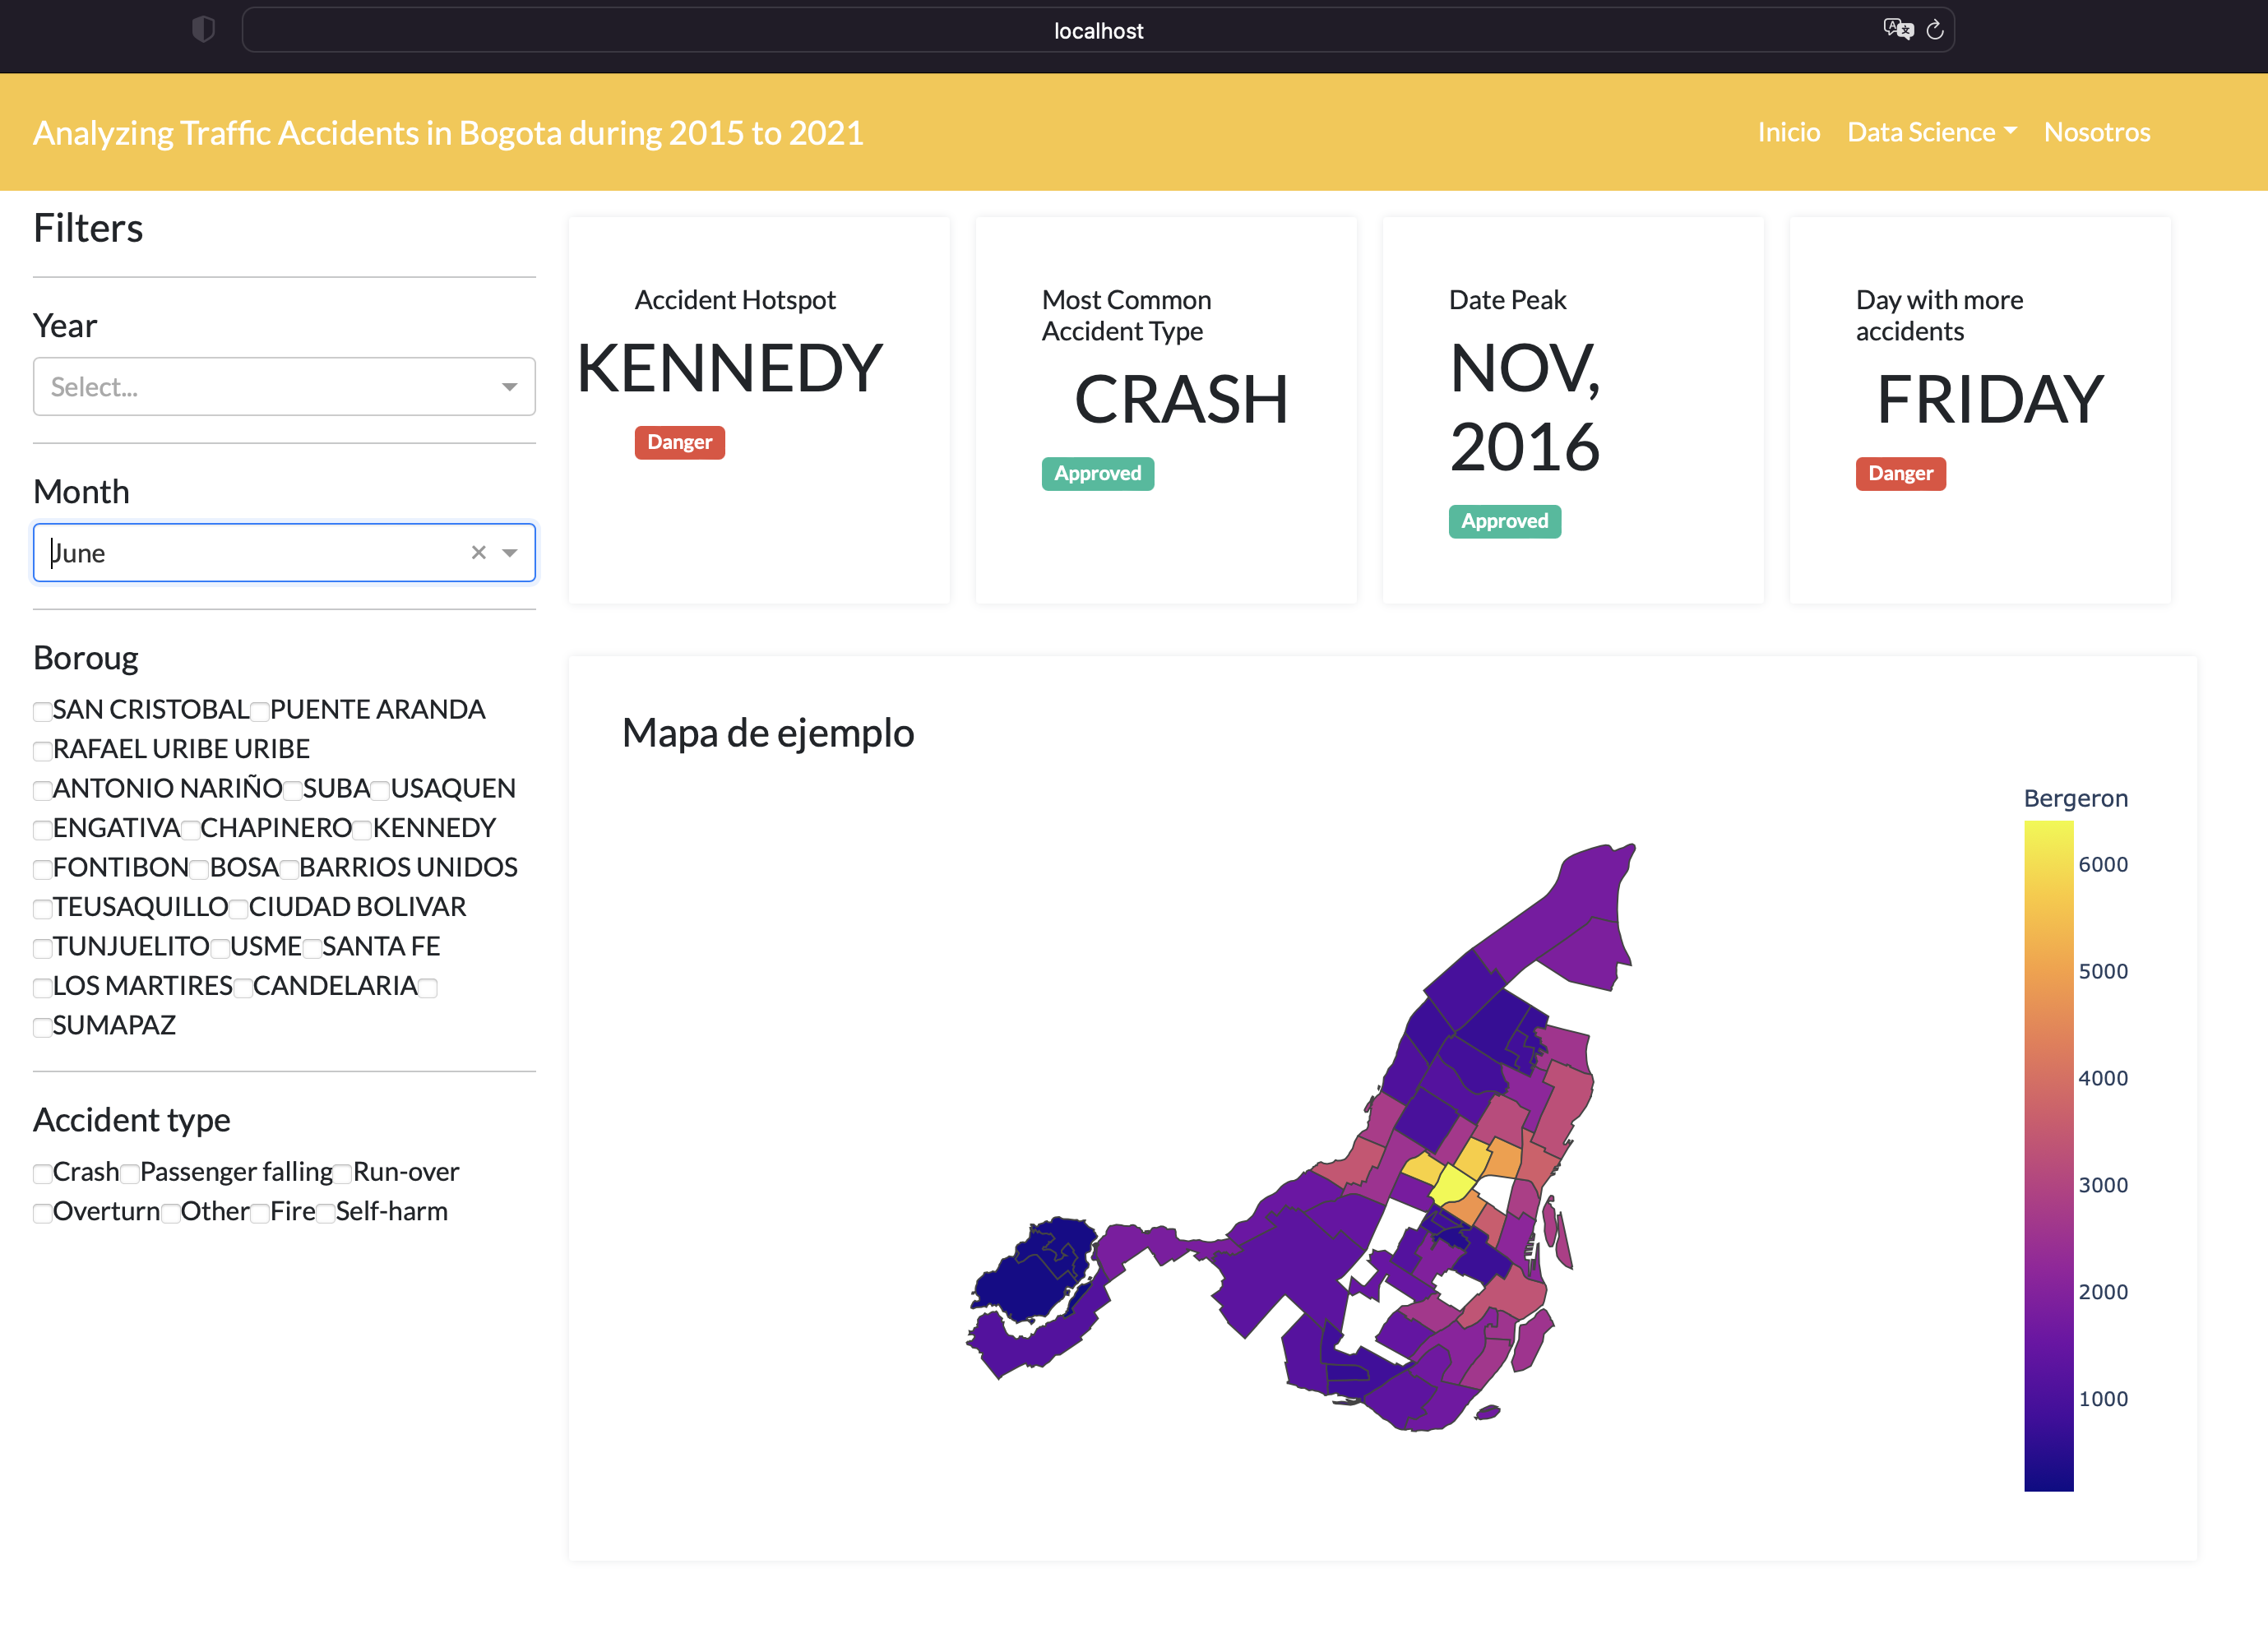 localhost
Analyzing Traffic Accidents in Bogota during 2015 to 2021
Inicio Data Science Nosotros
Filters
Year
Select...
Month
June
Boroug
SAN CRISTOBAL PUENTE ARANDA
RAFAEL URIBE URIBE
ANTONIO NARIÑO SUBA USAQUEN
ENGATIVA CHAPINERO KENNEDY
FONTIBON BOSA BARRIOS UNIDOS
TEUSAQUILLO CIUDAD BOLIVAR
TUNJUELITO USME SANTA FE
LOS MARTIRES CANDELARIA
SUMAPAZ
Accident type
Crash Passenger falling Run-over
Overturn Other Fire Self-harm
Accident Hotspot
KENNEDY
Danger
Most Common
Accident Type
CRASH
Approved
Date Peak
NOV,
2016
Approved
Day with more
accidents
FRIDAY
Danger
Mapa de ejemplo
Bergeron
6000
5000
4000
3000
2000
1000